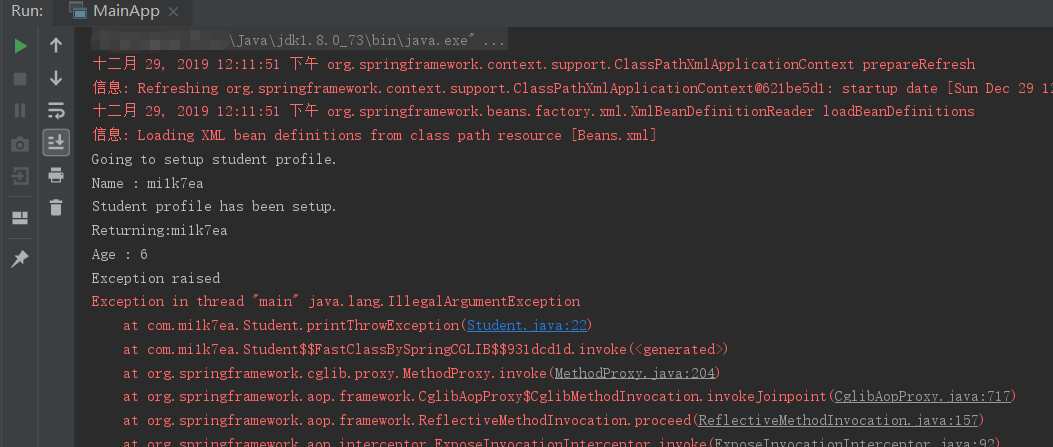 Run: MainApp
\Java\jdk1.8.0_73\bin\java.exe" ...
十二月 29, 2019 12:11:51 下午 org.springframework.context.support.ClassPathXmlApplicationContext prepareRefresh
信息: Refreshing org.springframework.context.support.ClassPathXmlApplicationContext@621be5d1: startup date [Sun Dec 29 12
十二月 29, 2019 12:11:51 下午 org.springframework.beans.factory.xml.XmlBeanDefinitionReader loadBeanDefinitions
信息: Loading XML bean definitions from class path resource [Beans.xml]
Going to setup student profile.
Name : mi1k7ea
Student profile has been setup.
Returning:mi1k7ea
Age : 6
Exception raised
Exception in thread "main" java.lang.IllegalArgumentException
at com.mi1k7ea.Student.printThrowException(Student.java:22)
at com.mi1k7ea.Student$$FastClassBySpringCGLIB$$931dcd1d.invoke(<generated>)
at org.springframework.cglib.proxy.MethodProxy.invoke(MethodProxy.java:204)
at org.springframework.aop.framework.CglibAopProxy$CglibMethodInvocation.invokeJoinpoint(CglibAopProxy.java:717)
at org.springframework.aop.framework.ReflectiveMethodInvocation.proceed(ReflectiveMethodInvocation.java:157)
at org.springframework.aop.interceptor.ExposeInvocationInterceptor.invoke(ExposeInvocationInterceptor.java:92)